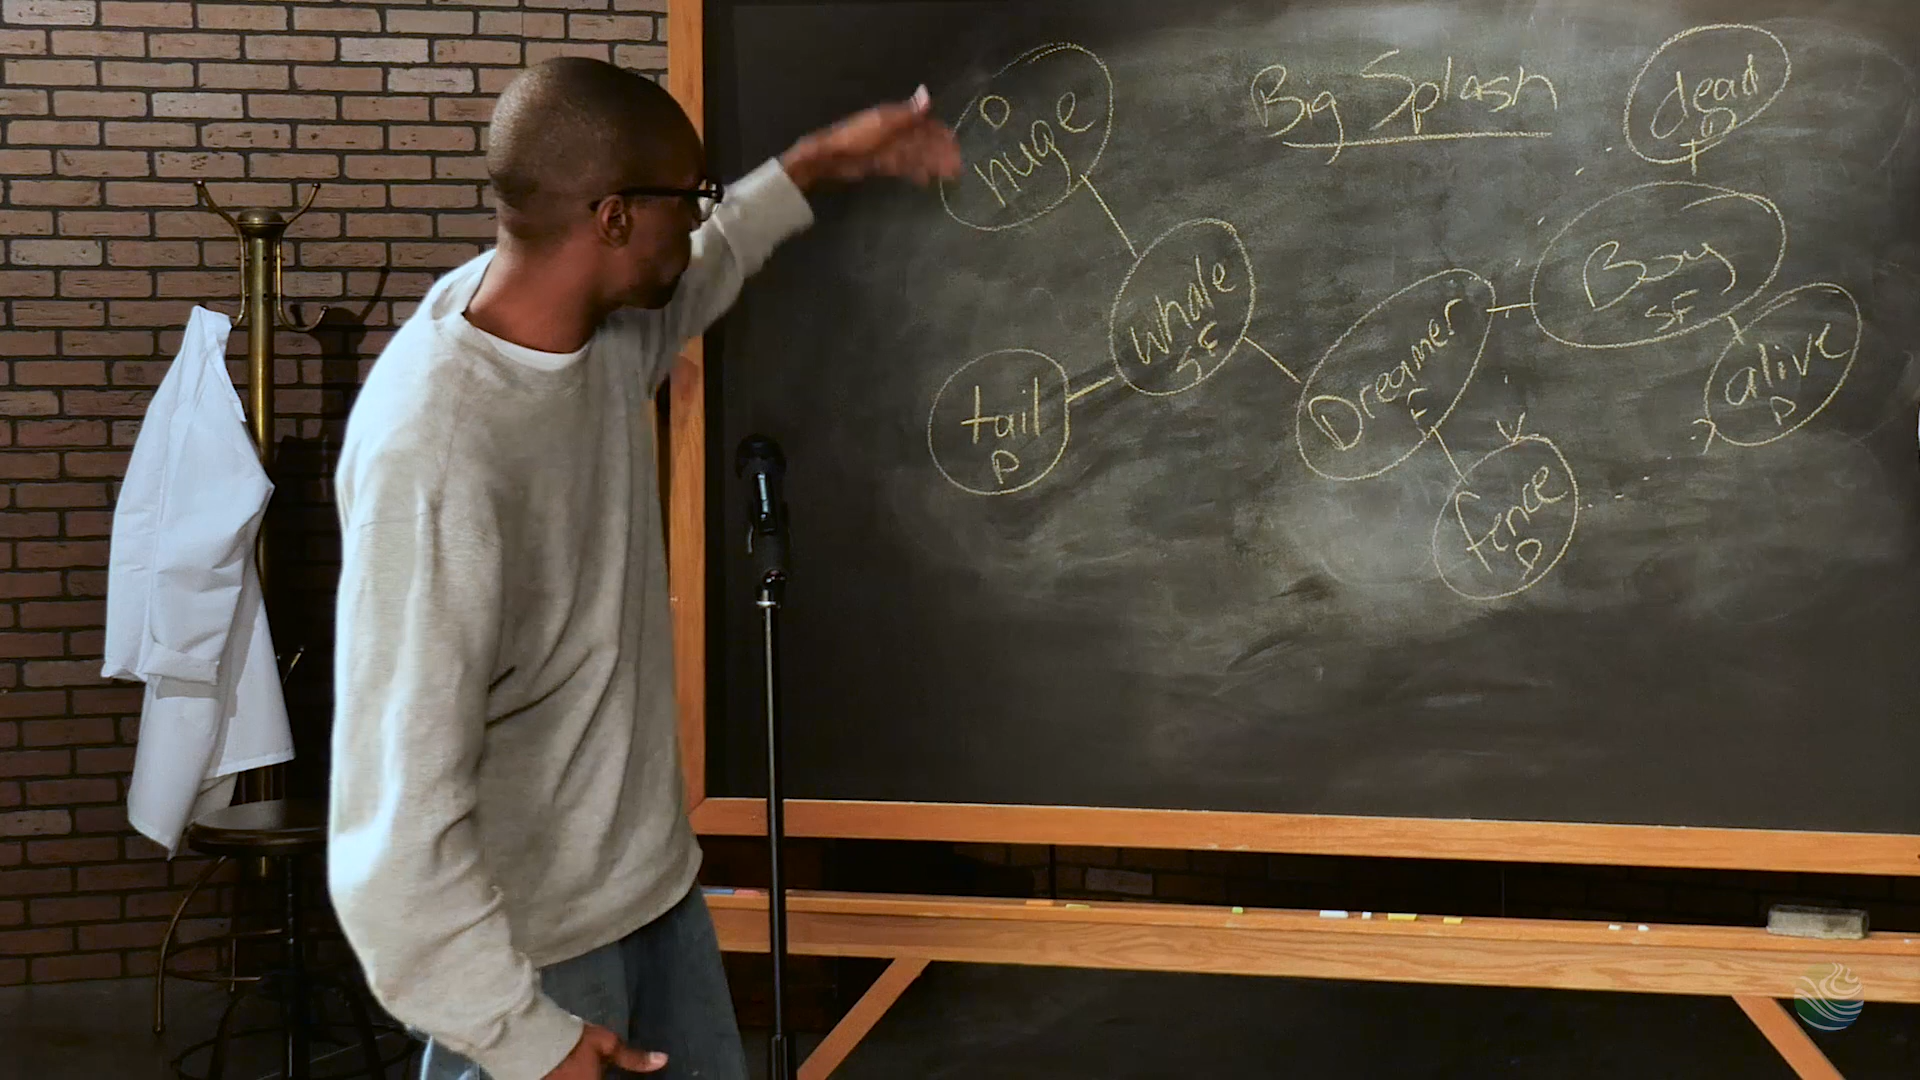 Big Splash
D
huge
Whale
SF
tail
D
Dreamer
F
fence
D
Boy
SF
dead
D
alive
D